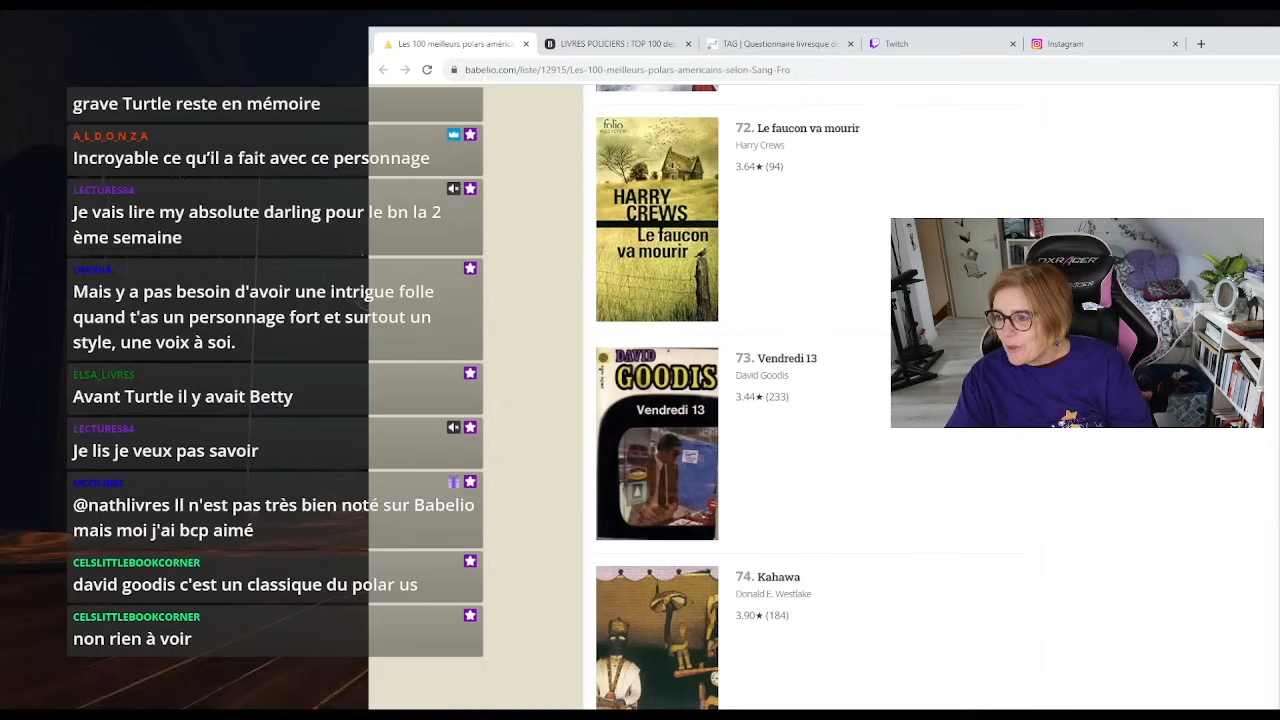 Les 100 meilleurs polars améric
LIVRES POLICIERS : TOP 100 des
TAG | Questionnaire livresque d
Twitch
Instagram
babelio.com/liste/12915/Les-100-meilleurs-polars-americains-selon-Sang-Fro
grave Turtle reste en mémoire
A_L_D_O_N_Z_A
Incroyable ce qu'il a fait avec ce personnage
LECTURES84
Je vais lire my absolute darling pour le bn la 2
ème semaine
Mais y a pas besoin d'avoir une intrigue folle
quand t'as un personnage fort et surtout un
style, une voix à soi.
ELSA_LIVRES
Avant Turtle il y avait Betty
LECTURES84
Je lis je veux pas savoir
@nathlivres Il n'est pas très bien noté sur Babelio
mais moi j'ai bcp aimé
CELSLITTLEBOOKCORNER
david goodis c'est un classique du polar us
CELSLITTLEBOOKCORNER
non rien à voir
folio
policier
HARRY
CREWS
Le faucon
va mourir
72. Le faucon va mourir
Harry Crews
3.64★ (94)
DAVID
GOODIS
Vendredi 13
73. Vendredi 13
David Goodis
3.44★ (233)
74. Kahawa
Donald E. Westlake
3.90★ (184)
DXRACER